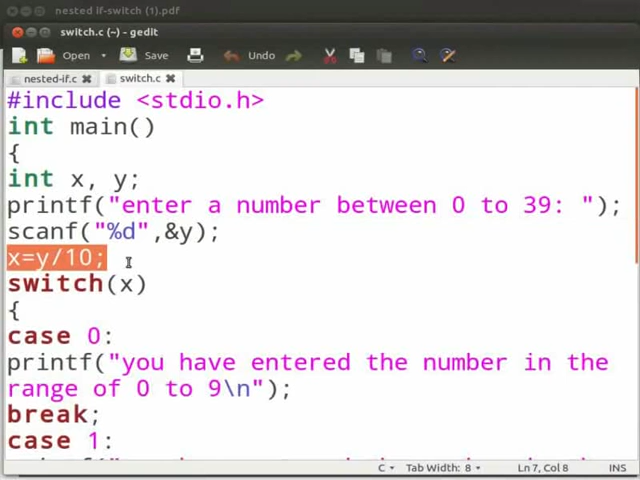 nested if-switch (1).pdf
switch.c (~) - gedit
Open Save Undo
nested-if.c switch.c
#include <stdio.h>
int main()
{
int x, y;
printf("enter a number between 0 to 39: ");
scanf("%d",&y);
x=y/10;
switch(x)
{
case 0:
printf("you have entered the number in the
range of 0 to 9\n");
break;
case 1:
C Tab Width: 8 Ln 7, Col 8 INS